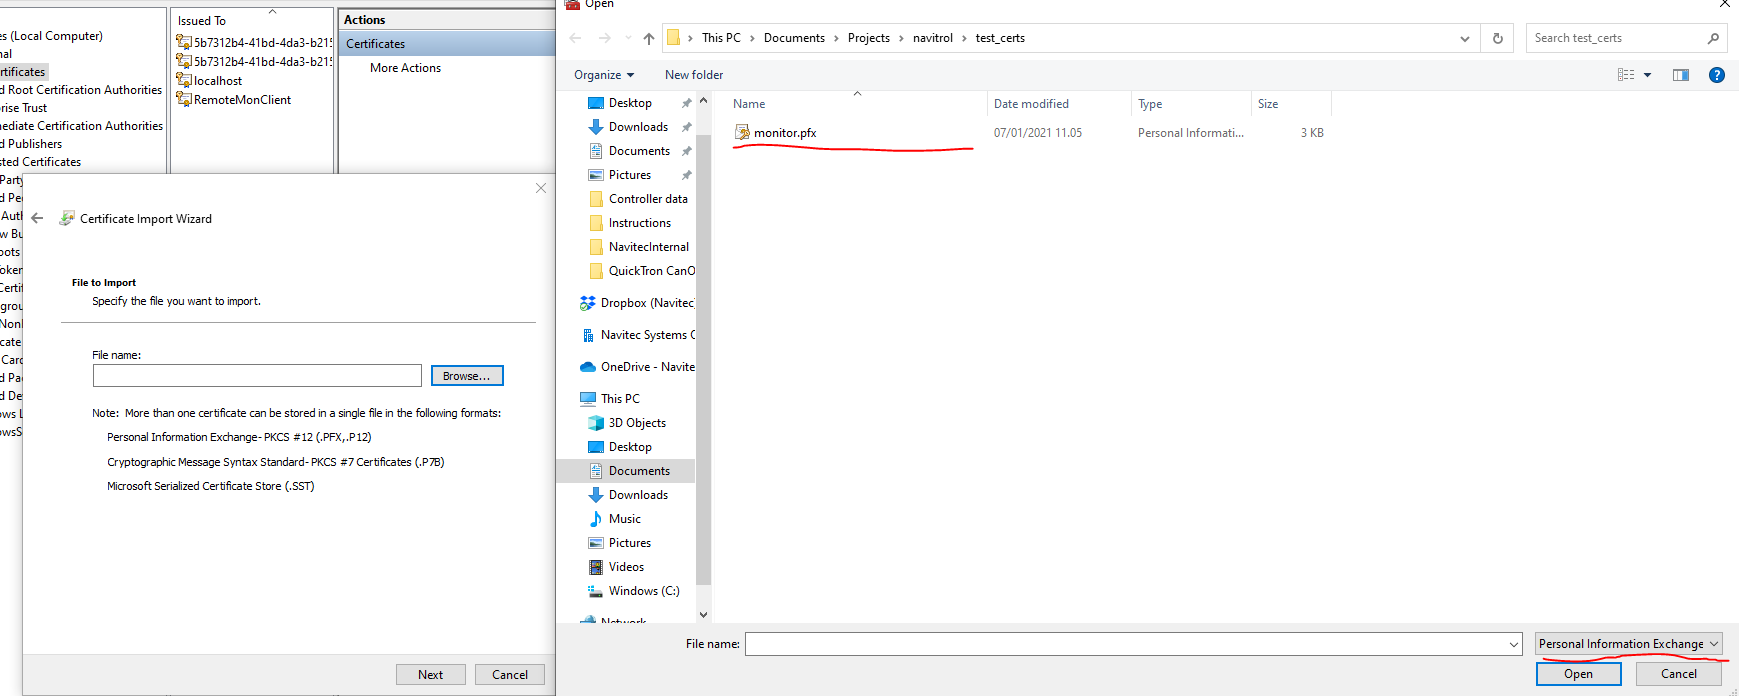 es (Local Computer)
nal
rtificates
d Root Certification Authorities
prise Trust
mediate Certification Authorities
d Publishers
sted Certificates
Party
d Pe
Auth
w Bu
oots
oken
Certif
grou
NonI
icate
Card
d Pa
d De
ows L
owsS
Issued To
5b7312b4-41bd-4da3-b215
5b7312b4-41bd-4da3-b215
localhost
RemoteMonClient
Actions
Certificates
More Actions
Certificate Import Wizard
File to Import
Specify the file you want to import.
File name:
Browse...
Note: More than one certificate can be stored in a single file in the following formats:
Personal Information Exchange- PKCS #12 (.PFX,.P12)
Cryptographic Message Syntax Standard- PKCS #7 Certificates (.P7B)
Microsoft Serialized Certificate Store (.SST)
Next
Cancel
Open
This PC
Documents
Projects
navitrol
test_certs
Search test_certs
Organize
New folder
Desktop
Downloads
Documents
Pictures
Controller data
Instructions
NavitecInternal
QuickTron CanO
Dropbox (Navitec
Navitec Systems C
OneDrive - Navite
This PC
3D Objects
Desktop
Documents
Downloads
Music
Pictures
Videos
Windows (C:)
Network
Name
Date modified
Type
Size
monitor.pfx
07/01/2021 11.05
Personal Informati...
3 KB
File name:
Personal Information Exchange
Open
Cancel